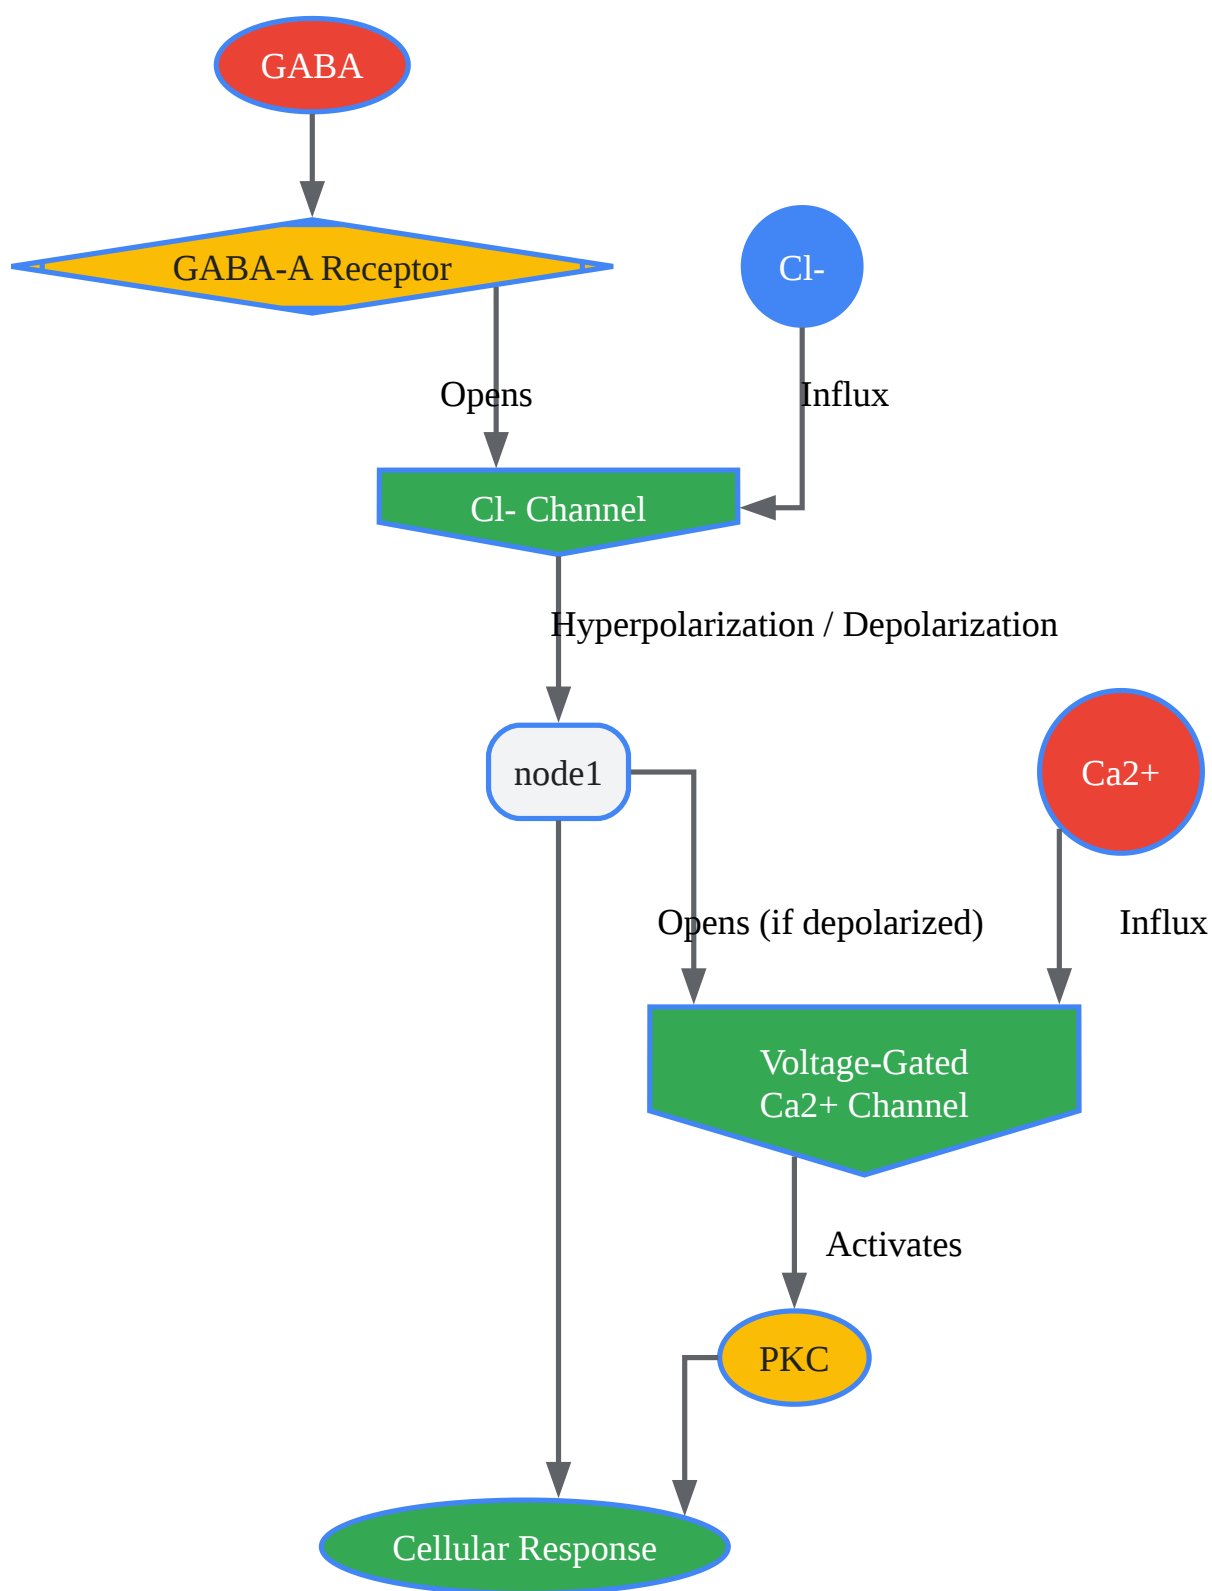 GABA
GABA-A Receptor
Cl-
Opens
Influx
Cl- Channel
Hyperpolarization / Depolarization
node1
Ca2+
Opens (if depolarized)
Influx
Voltage-Gated
Ca2+ Channel
Activates
PKC
Cellular Response